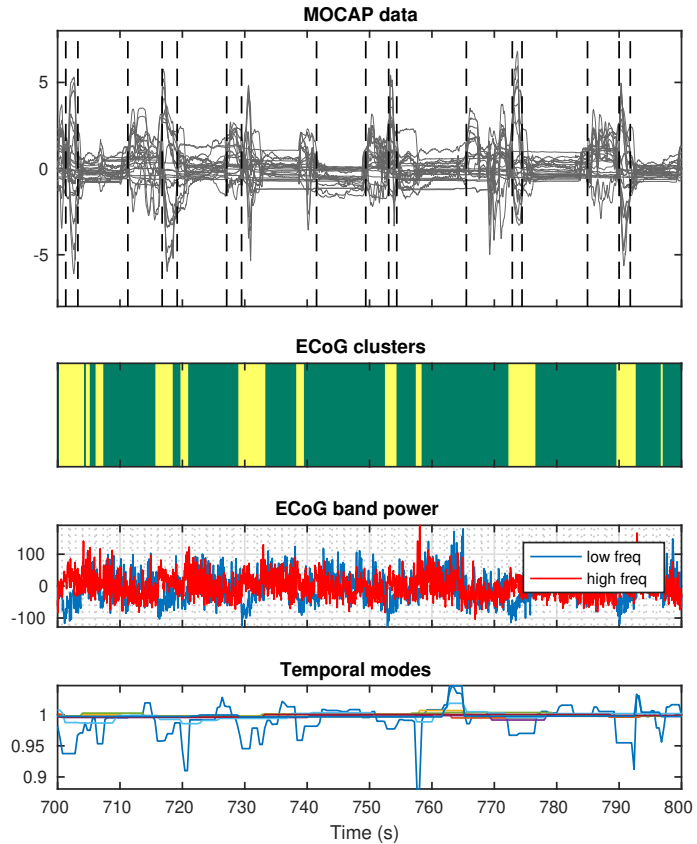 MOCAP data
5
0
-5
ECoG clusters
ECoG band power
100
0
-100
low freq
high freq
Temporal modes
1
0.95
0.9
700 710 720 730 740 750 760 770 780 790 800
Time (s)